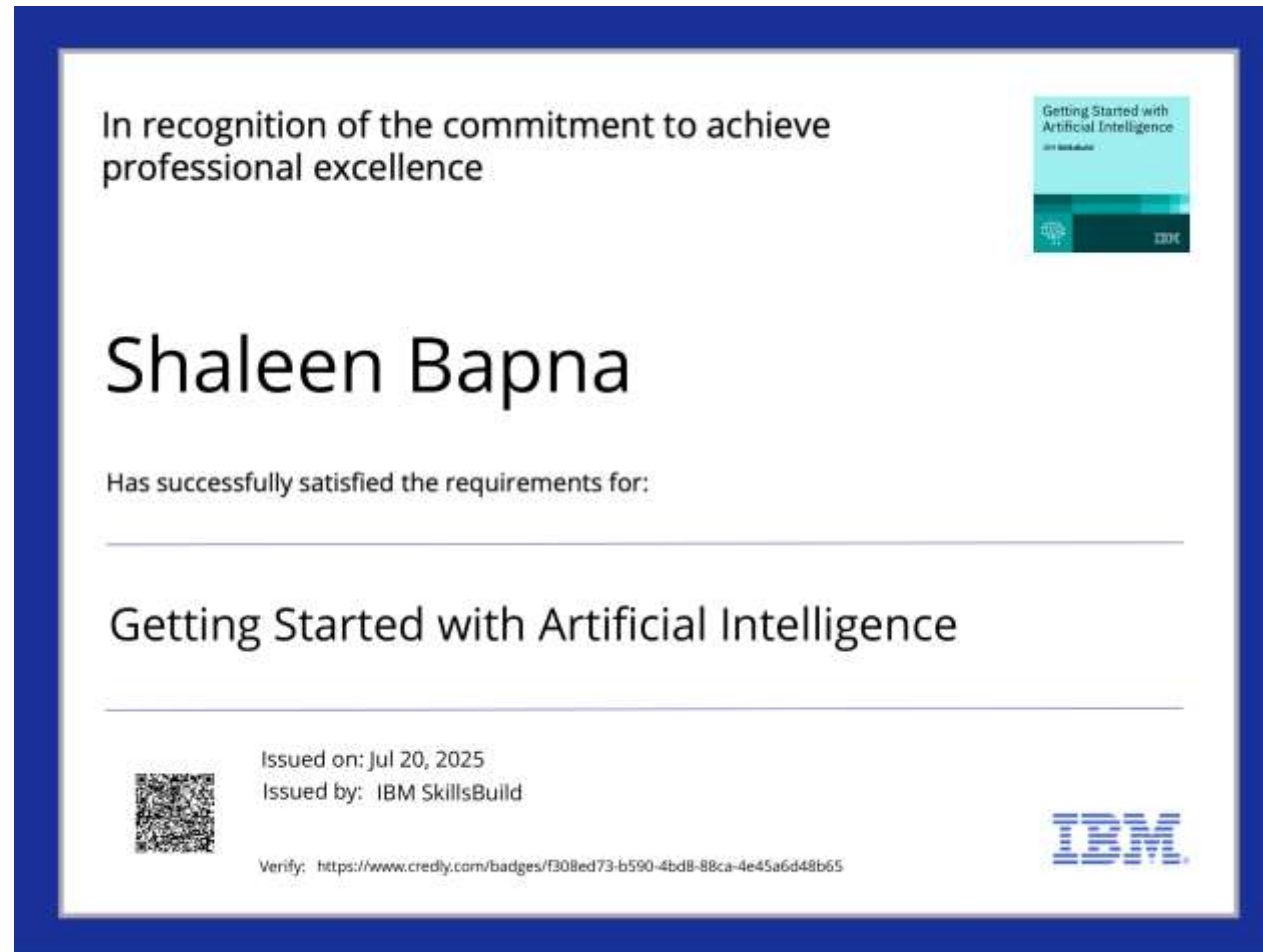 In recognition of the commitment to achieve
professional excellence
Getting Started with
Artificial Intelligence
IBM SkillsBuild
IBM
Shaleen Bapna
Has successfully satisfied the requirements for:
Getting Started with Artificial Intelligence
Issued on: Jul 20, 2025
Issued by: IBM SkillsBuild
Verify: https://www.credly.com/badges/f308ed73-b590-4bd8-88ca-4e45a6d48b65
IBM